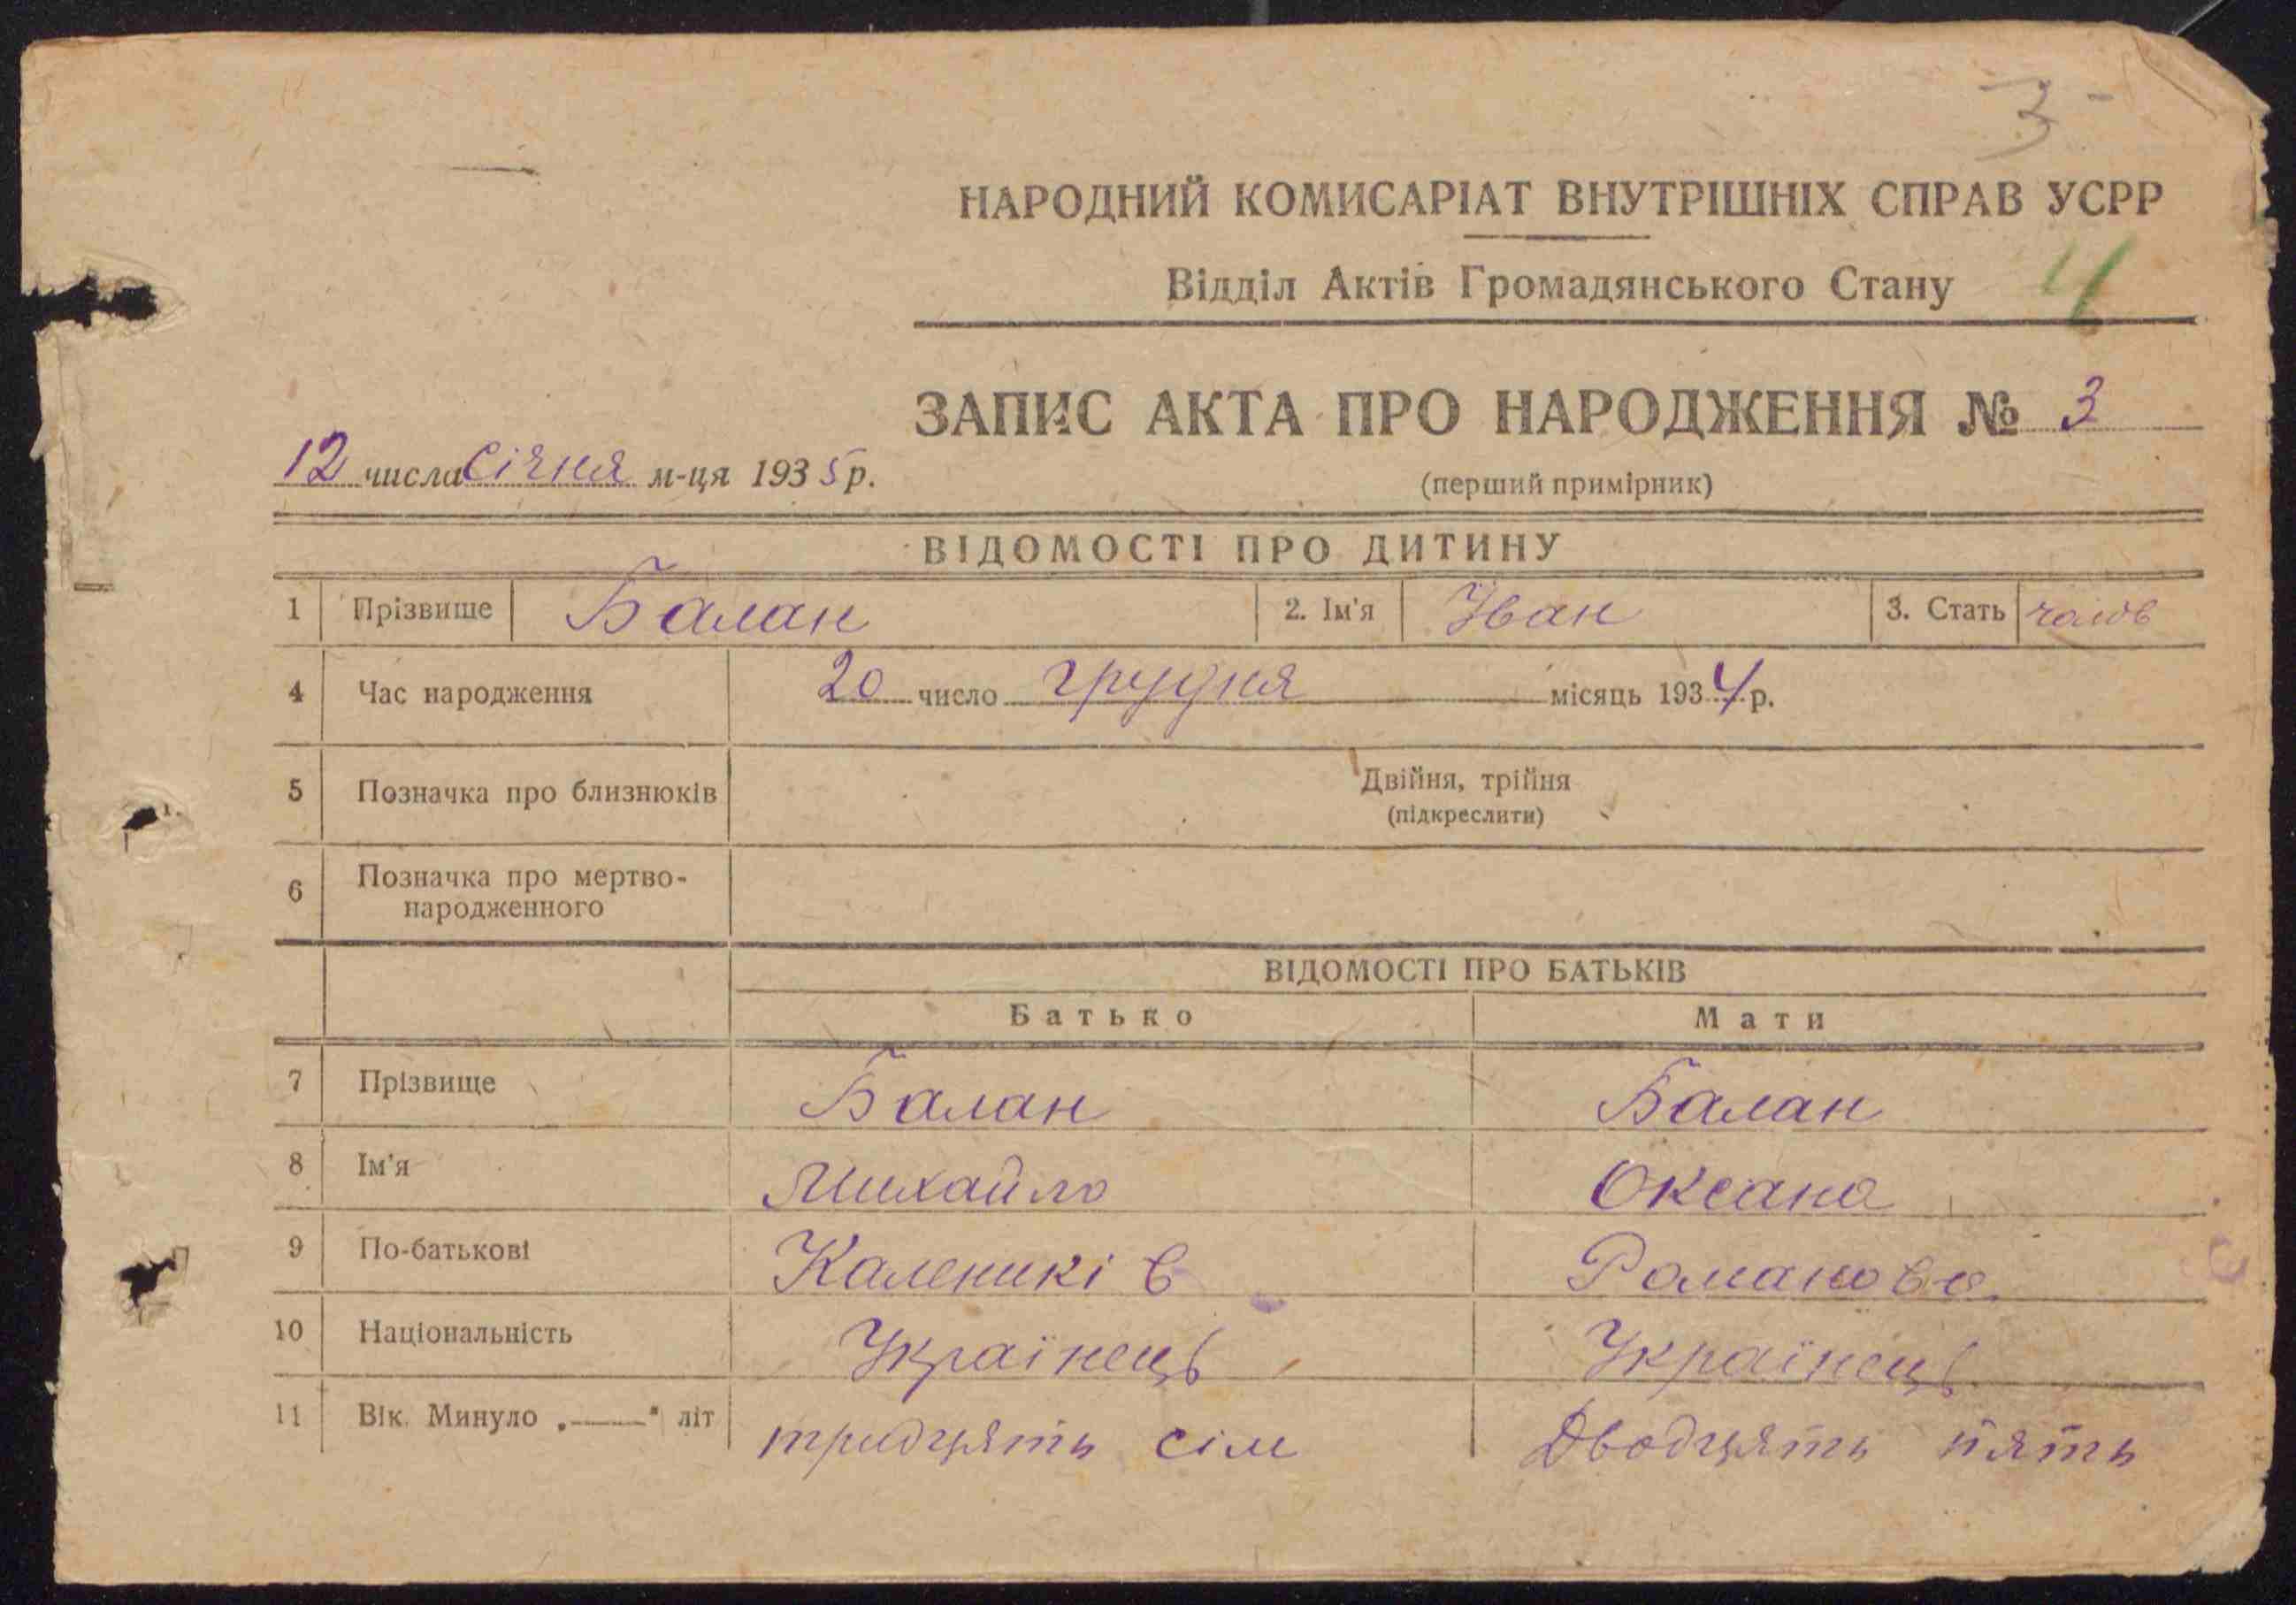 3
НАРОДНИЙ КОМИСАРІАТ ВНУТРІШНІХ СПРАВ УСРР
Відділ Актів Громадянського Стану
ЗАПИС АКТА ПРО НАРОДЖЕННЯ № 3
12 числа січня м-ця 1935 р.
(перший примірник)
ВІДОМОСТІ ПРО ДИТИНУ
1 Прізвище Балан 2. Ім'я Іван 3. Стать чолов
4 Час народження 20 число грудня місяць 1934 р.
5 Позначка про близнюків Двійня, трійня
(підкреслити)
6 Позначка про мертво-
народженного
ВІДОМОСТІ ПРО БАТЬКІВ
Батько Мати
7 Прізвище Балан Балан
8 Ім'я Михайло Оксана
9 По-батькові Калеників Романова
10 Національність Українець Українець
11 Вік. Минуло „——" літ тридцять сім Дводцять пять